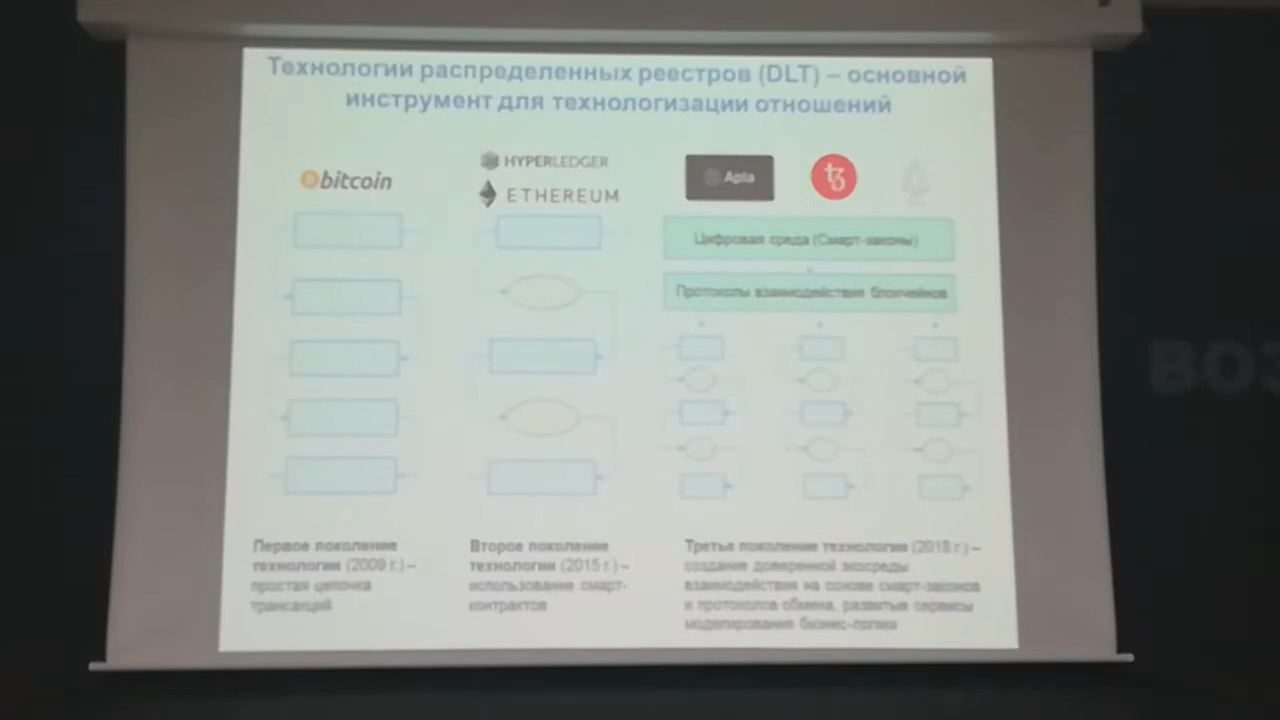 Технологии распределенных реестров (DLT) – основной
инструмент для технологизации отношений
bitcoin
HYPERLEDGER
ETHEREUM
Apla
Цифровая среда (Смарт-законы)
Протоколы взаимодействия блокчейнов
Первое поколение
технологии (2009 г.) –
простая цепочка
трансакций
Второе поколение
технологии (2015 г.) –
использование смарт-
контрактов
Третье поколение технологии (2018 г.) –
создание доверенной экосреды
взаимодействия на основе смарт-законов
и протоколов обмена, развитые сервисы
моделирования бизнес-логики
ВОЗ